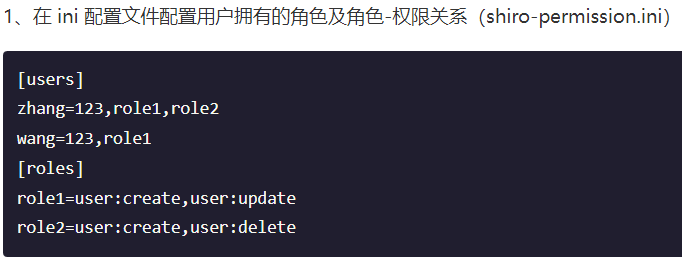 1、在 ini 配置文件配置用户拥有的角色及角色-权限关系（shiro-permission.ini）
[users]
zhang=123,role1,role2
wang=123,role1
[roles]
role1=user:create,user:update
role2=user:create,user:delete